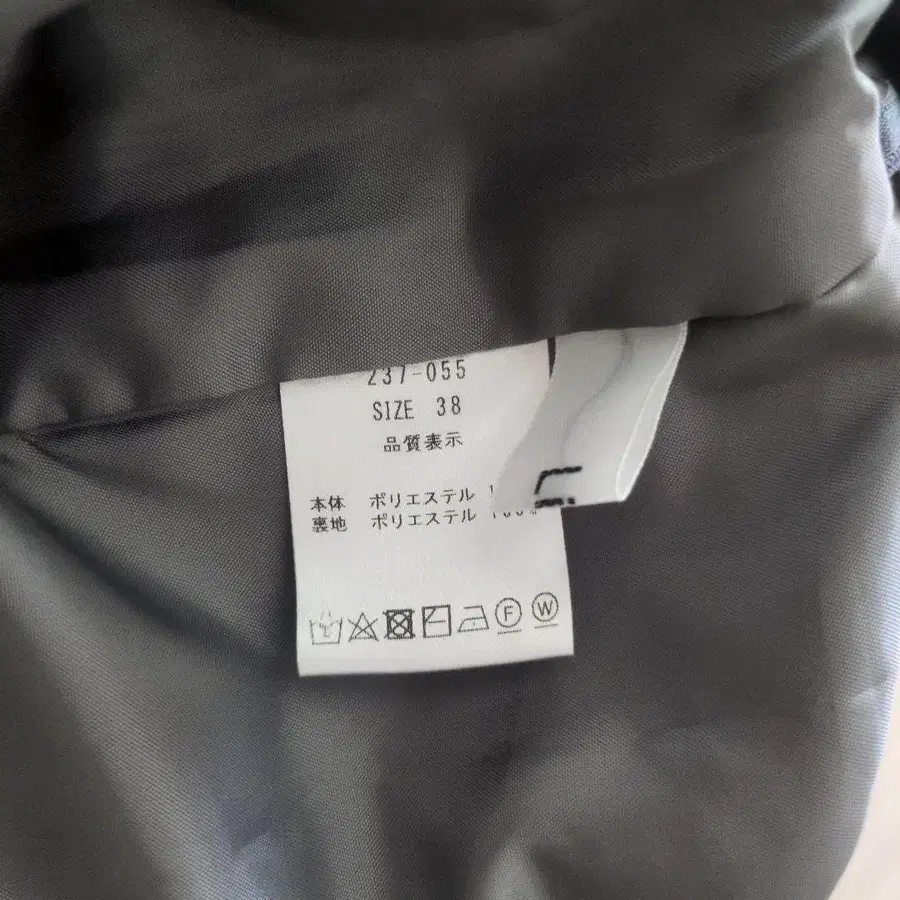 237-055
SIZE 38
品質表示
本体 ポリエステル
裏地 ポリエステル 100%
F W